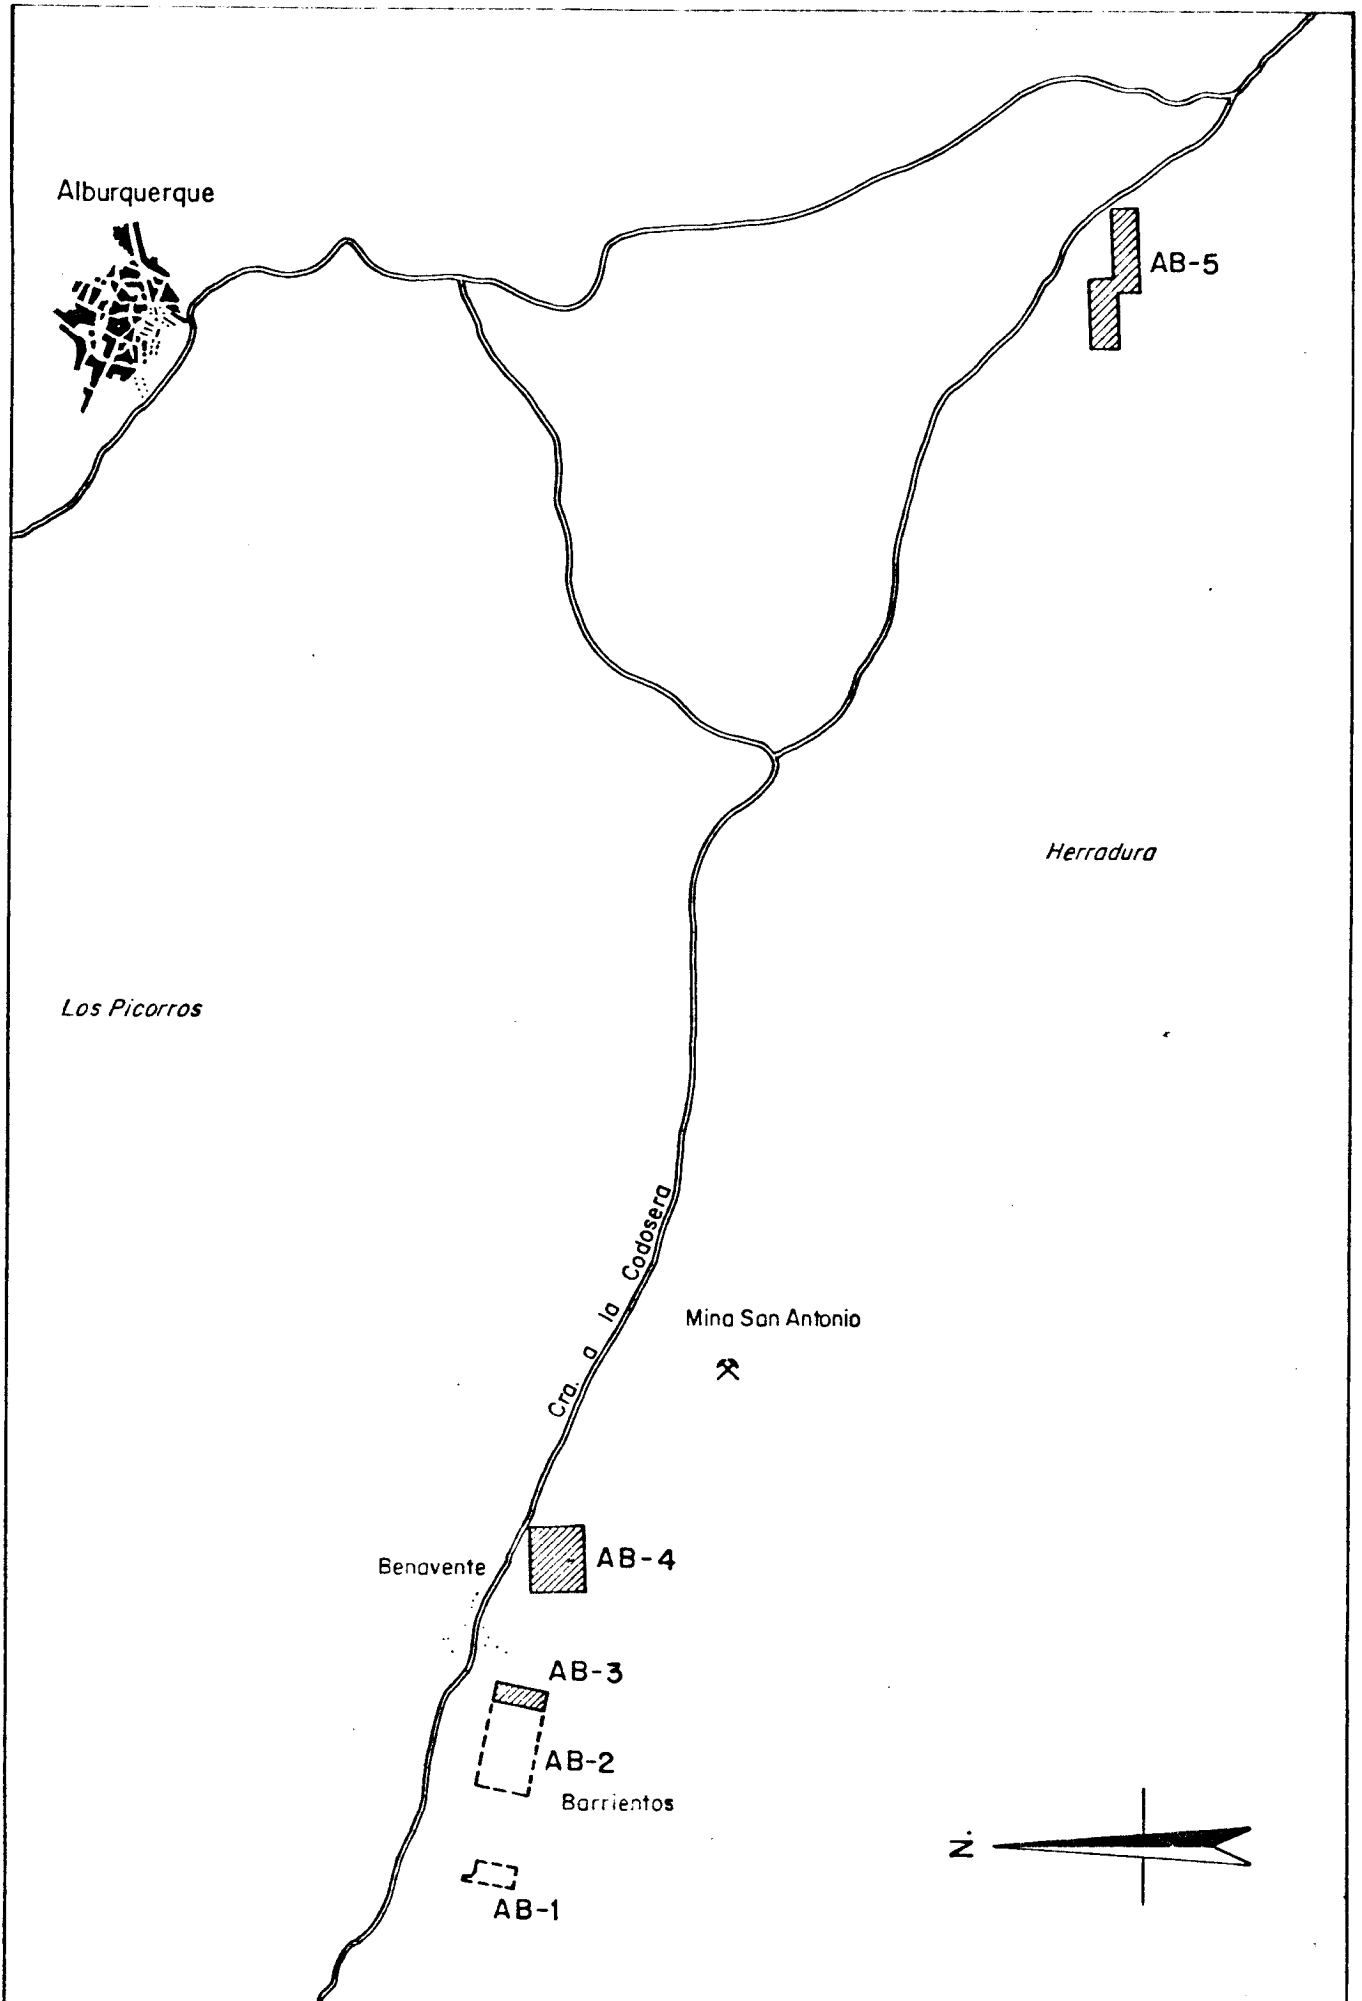 Alburquerque
AB-5
Herradura
Los Picorros
Cra. a la Codosera
Mina San Antonio
Benavente
AB-4
AB-3
AB-2
Barrientos
N.
AB-1